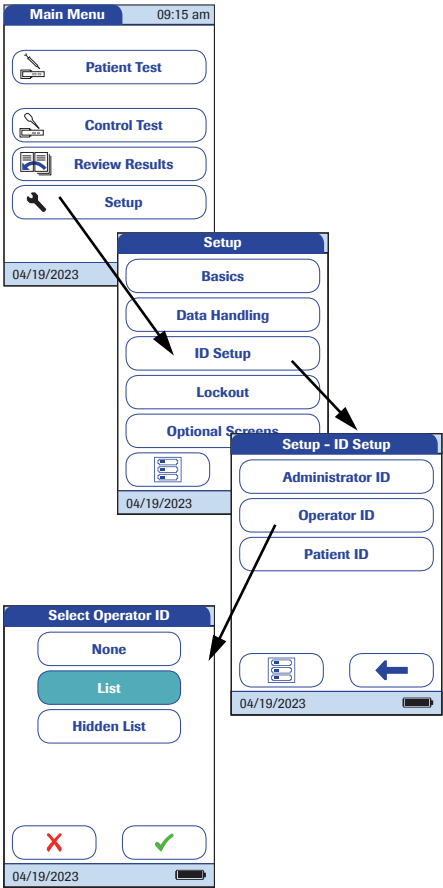 Main Menu 09:15 am
Patient Test
Control Test
Review Results
Setup
04/19/2023
Setup
Basics
Data Handling
ID Setup
Lockout
Optional Screens
04/19/2023
Setup - ID Setup
Administrator ID
Operator ID
Patient ID
04/19/2023
Select Operator ID
None
List
Hidden List
04/19/2023